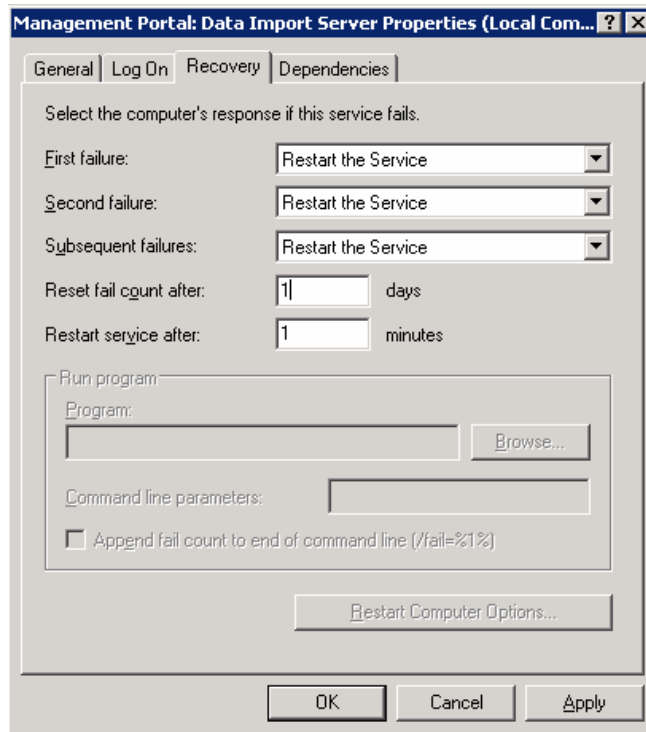 Management Portal: Data Import Server Properties (Local Com... ? X
General Log On Recovery Dependencies
Select the computer's response if this service fails.
First failure: Restart the Service
Second failure: Restart the Service
Subsequent failures: Restart the Service
Reset fail count after: 1 days
Restart service after: 1 minutes
Run program
Program:
Browse...
Command line parameters:
Append fail count to end of command line (/fail=%1%)
Restart Computer Options...
OK Cancel Apply